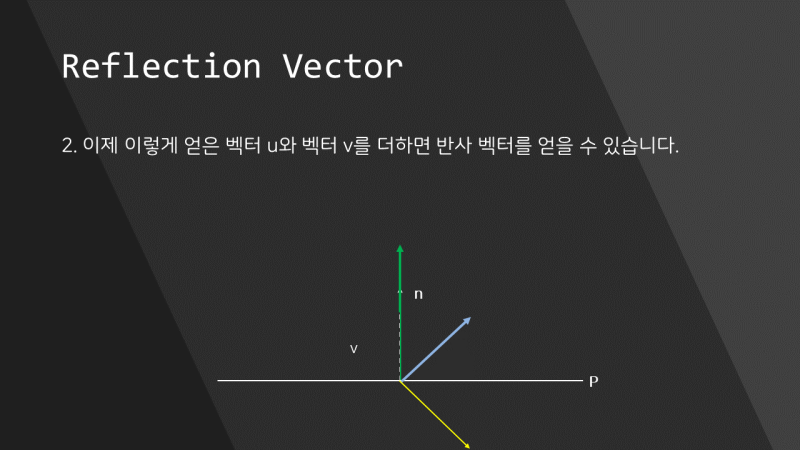 Reflection Vector
2. 이제 이렇게 얻은 벡터 u와 벡터 v를 더하면 반사 벡터를 얻을 수 있습니다.
n
v
P